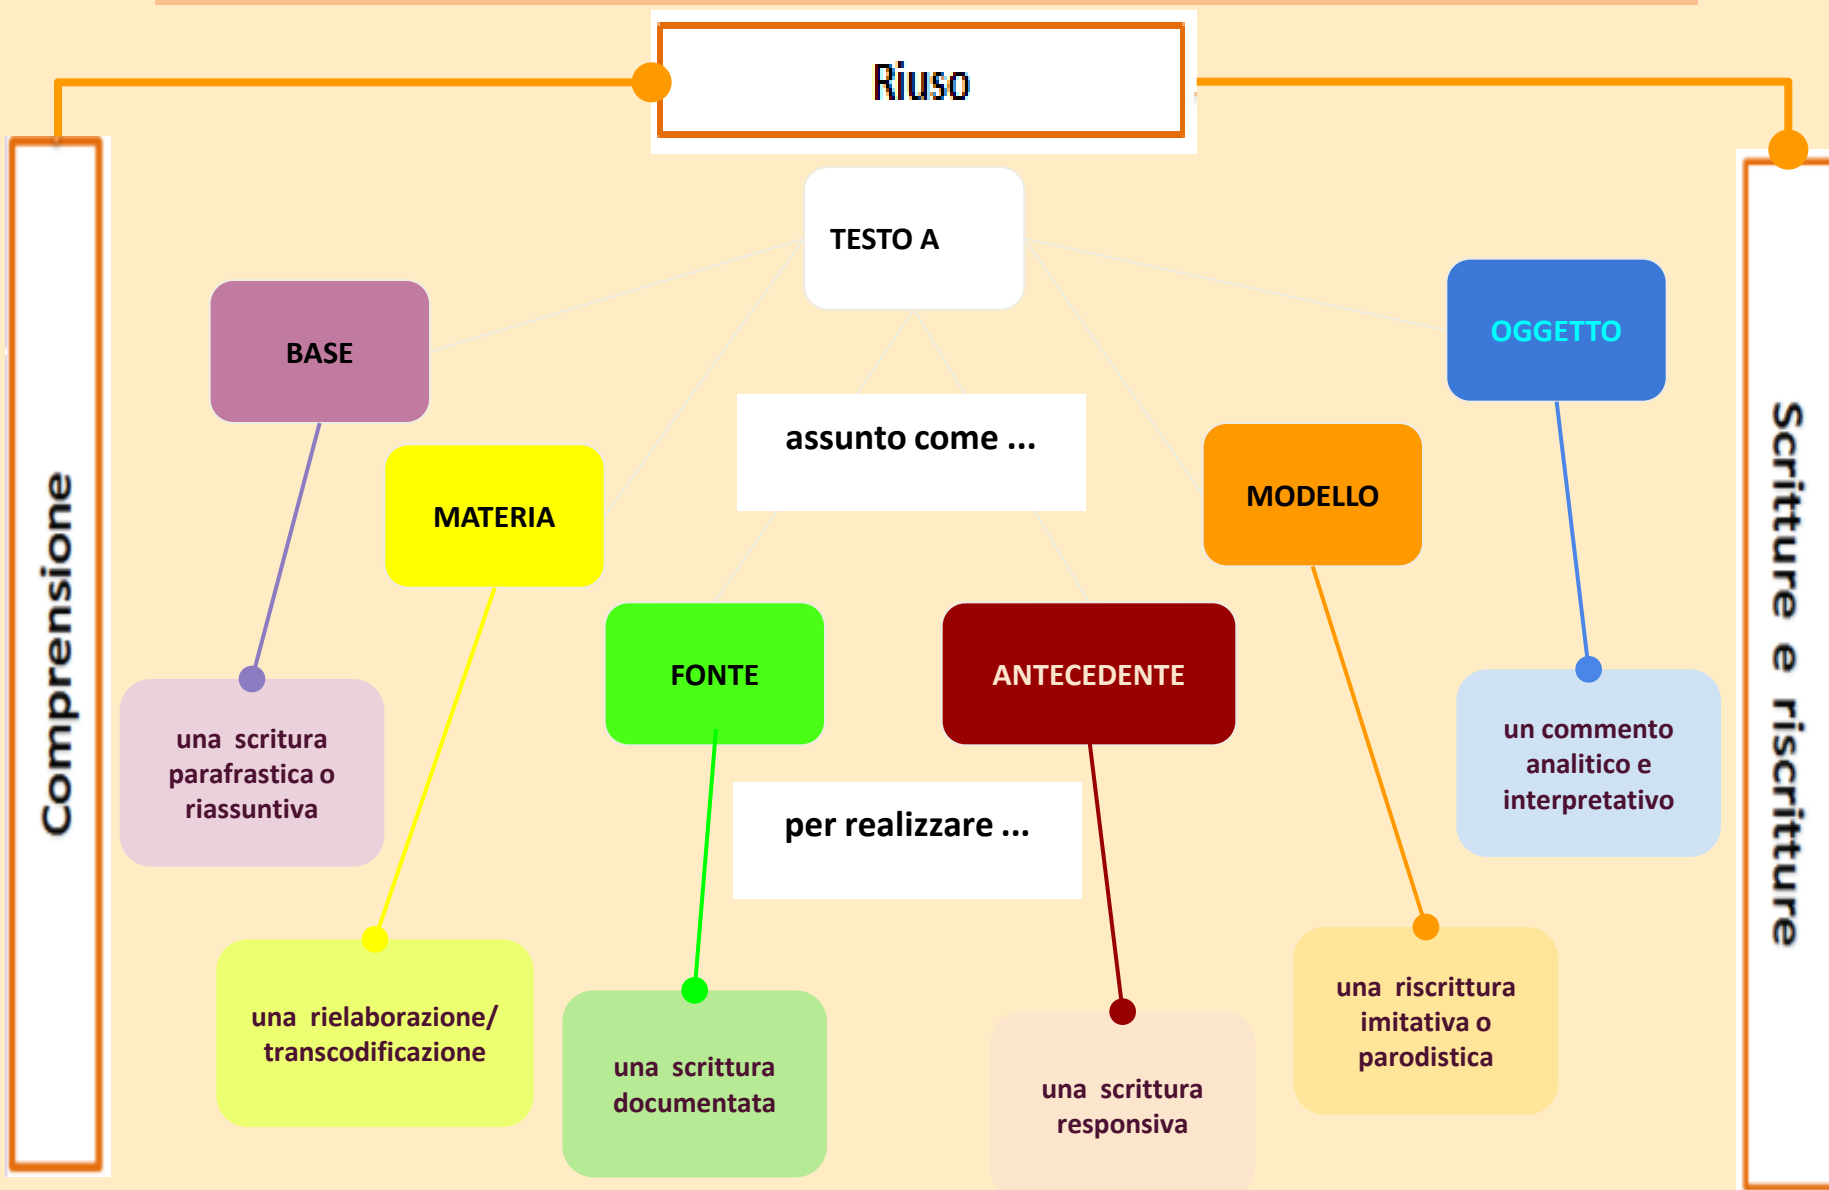 Riuso
Comprensione
Scritture e riscritture
TESTO A
assunto come ...
BASE
MATERIA
FONTE
ANTECEDENTE
MODELLO
OGGETTO
per realizzare ...
una scritura
parafrastica o
riassuntiva
una rielaborazione/
transcodificazione
una scrittura
documentata
una scrittura
responsiva
una riscrittura
imitativa o
parodistica
un commento
analitico e
interpretativo